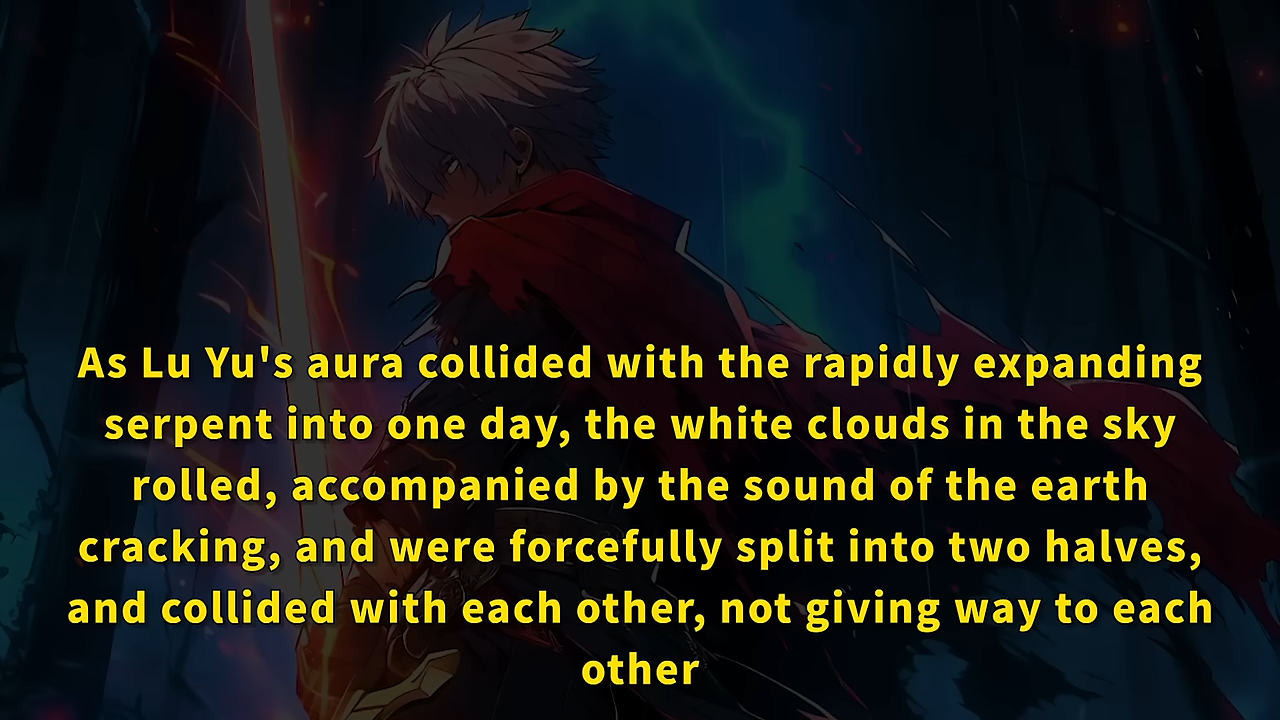 As Lu Yu's aura collided with the rapidly expanding
serpent into one day, the white clouds in the sky
rolled, accompanied by the sound of the earth
cracking, and were forcefully split into two halves,
and collided with each other, not giving way to each
other